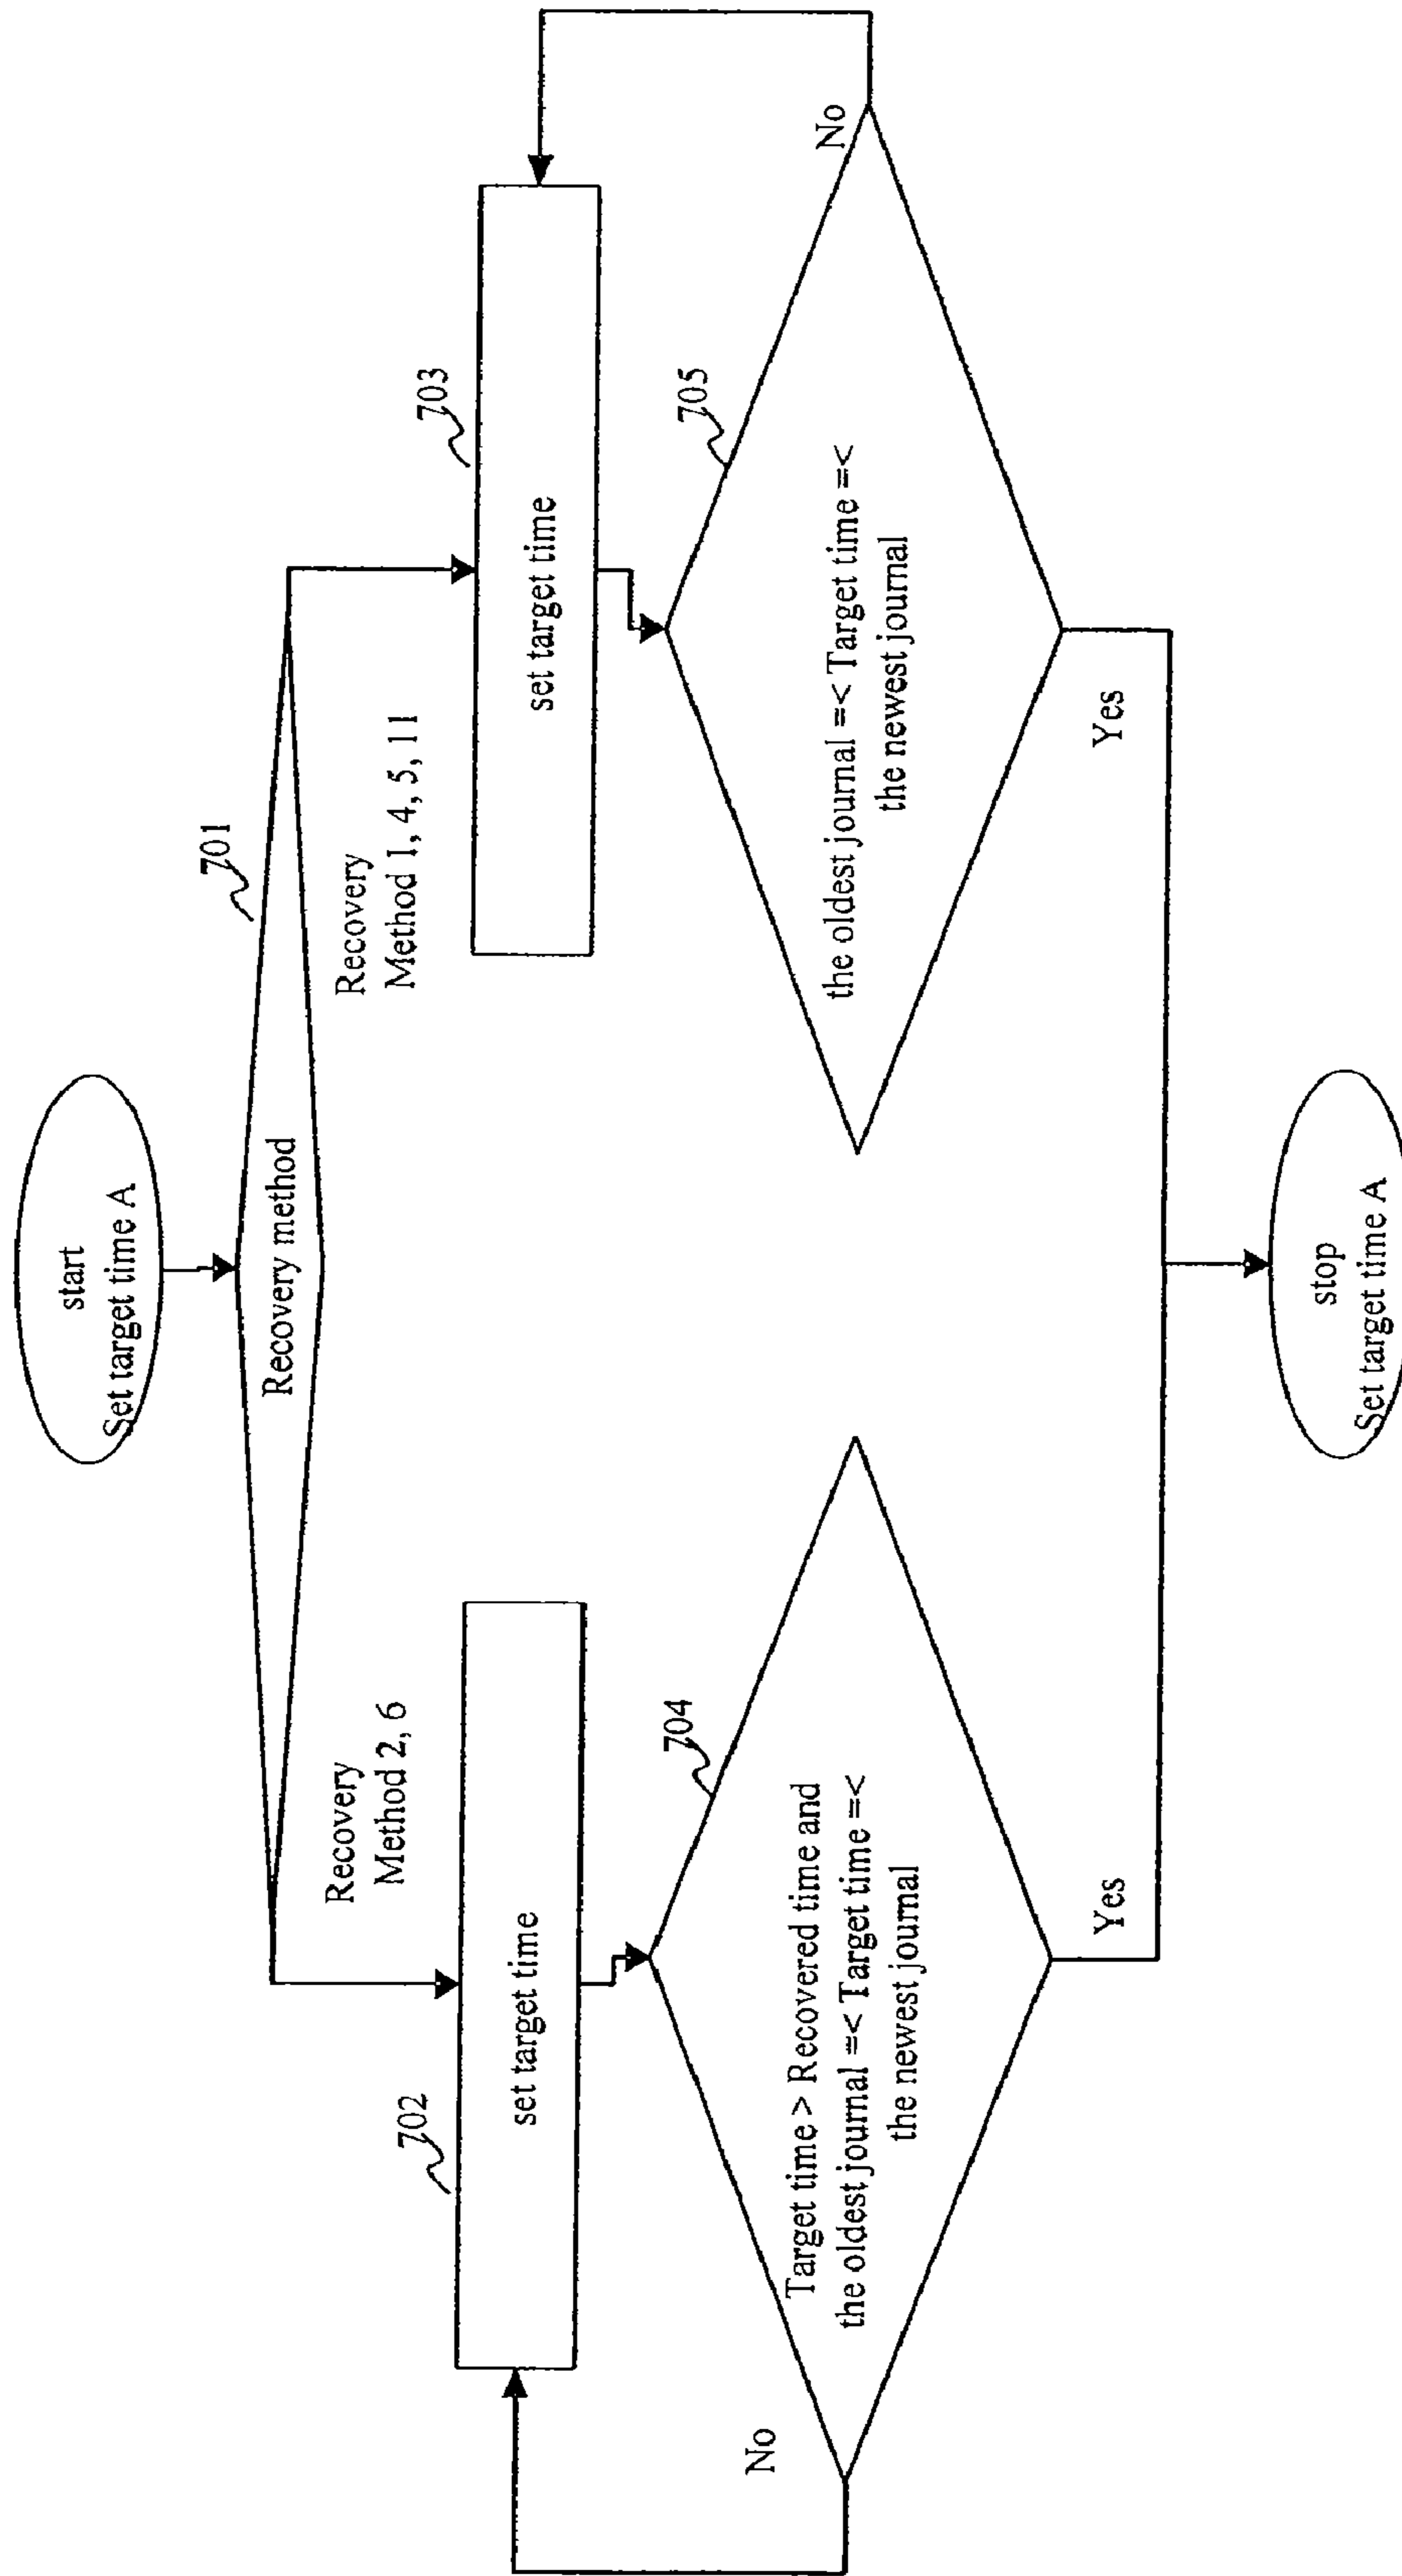 start
Set target time A
Recovery method
701
Recovery
Method 2, 6
Recovery
Method 1, 4, 5, 11
702
set target time
703
set target time
704
Target time > Recovered time and
the oldest journal =< Target time =<
the newest journal
No
Yes
705
the oldest journal =< Target time =<
the newest journal
No
Yes
stop
Set target time A